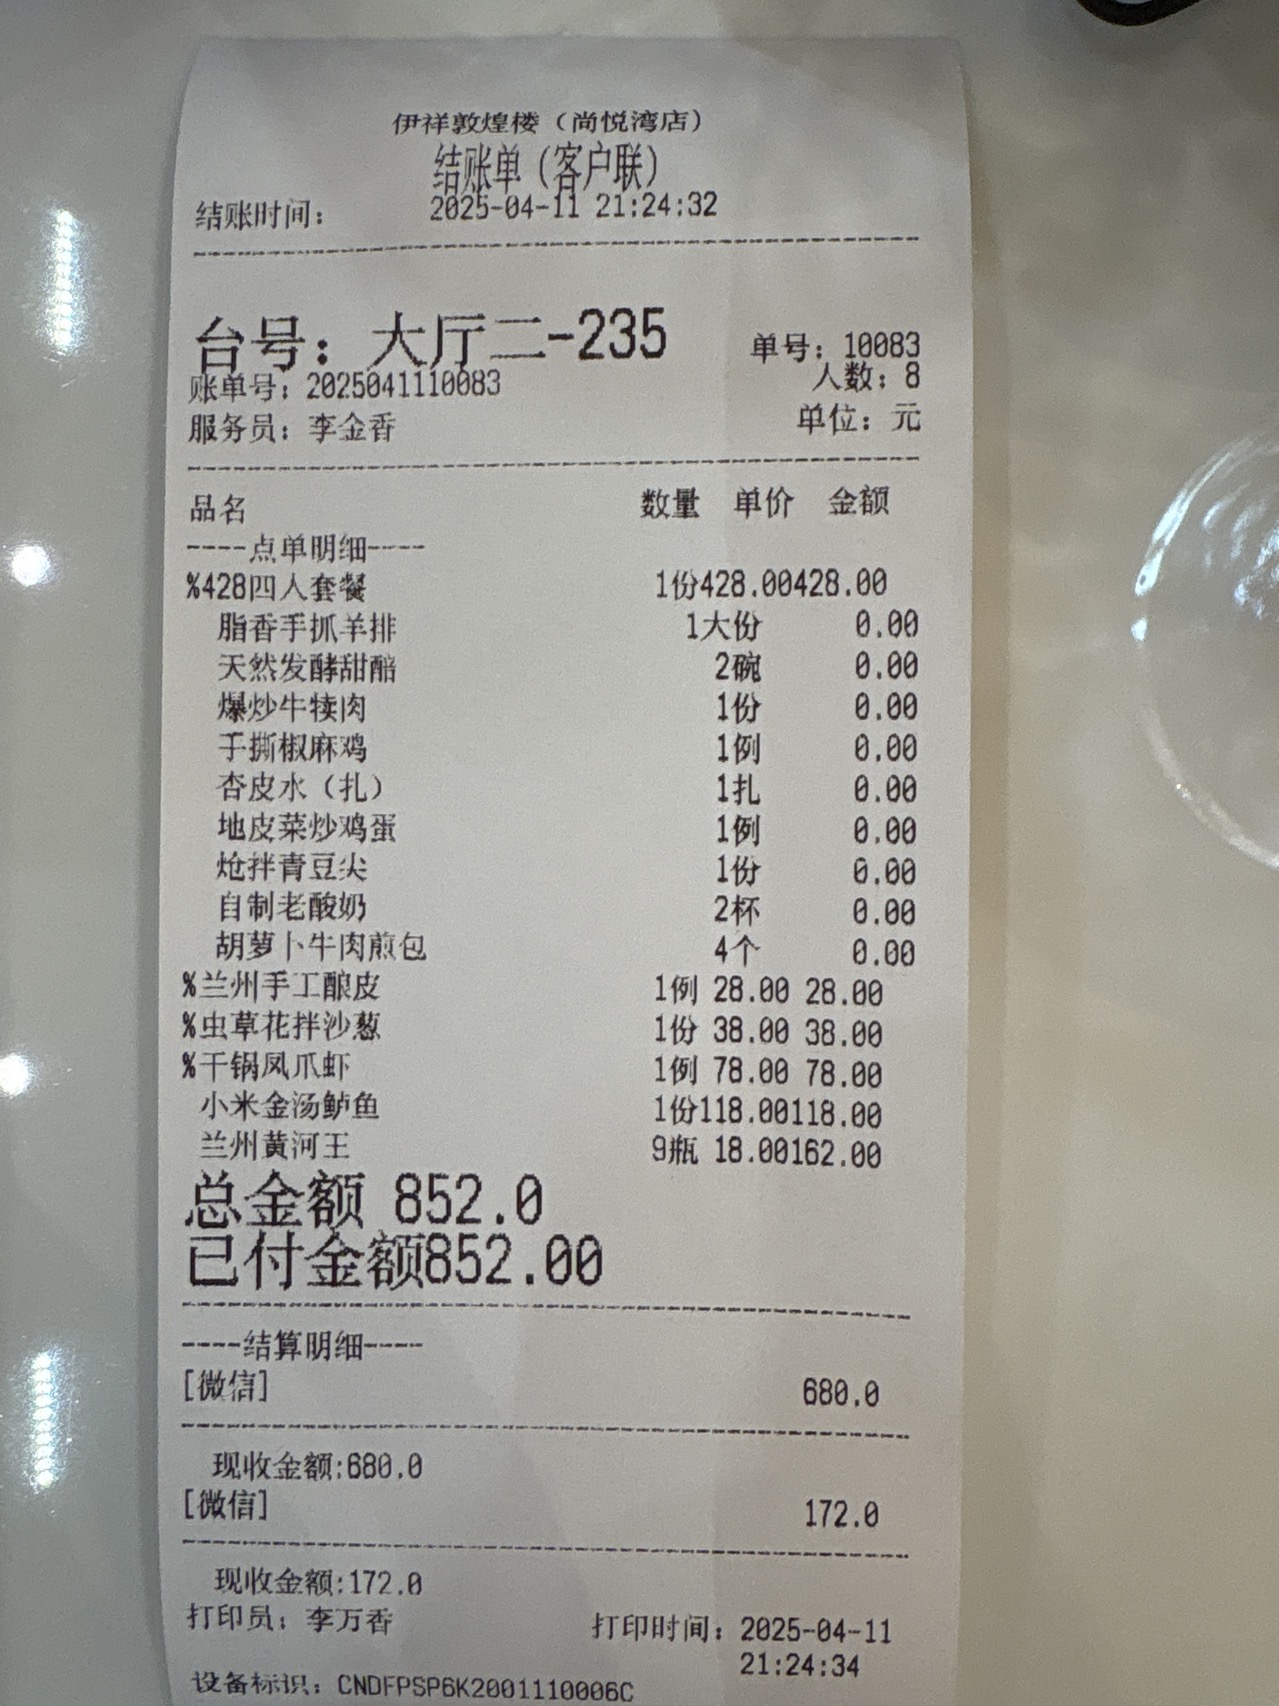 伊祥敦煌楼（尚悦湾店）
结账单（客户联）
结账时间： 2025-04-11 21:24:32
台号：大厅二-235 单号：10083
账单号：2025041110083 人数：8
服务员：李金香 单位：元
品名 数量 单价 金额
----点单明细----
%428四人套餐 1份428.00428.00
脂香手抓羊排 1大份 0.00
天然发酵甜醅 2碗 0.00
爆炒牛犊肉 1份 0.00
手撕椒麻鸡 1例 0.00
杏皮水（扎） 1扎 0.00
地皮菜炒鸡蛋 1例 0.00
炝拌青豆尖 1份 0.00
自制老酸奶 2杯 0.00
胡萝卜牛肉煎包 4个 0.00
%兰州手工酿皮 1例 28.00 28.00
%虫草花拌沙葱 1份 38.00 38.00
%干锅凤爪虾 1例 78.00 78.00
小米金汤鲈鱼 1份118.00118.00
兰州黄河王 9瓶 18.00162.00
总金额 852.0
已付金额852.00
----结算明细----
[微信] 680.0
现收金额:680.0
[微信] 172.0
现收金额:172.0
打印员：李万香 打印时间：2025-04-11
21:24:34
设备标识：CNDFPSP6K2001110006C